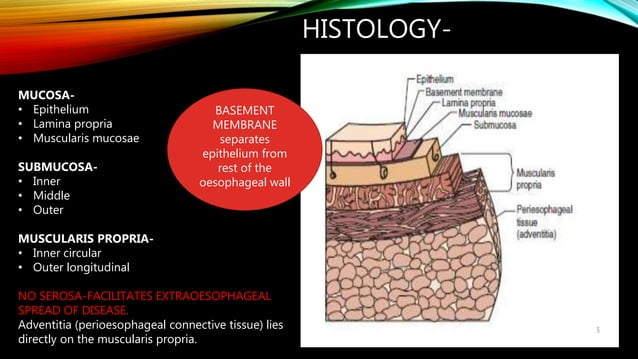 HISTOLOGY-
MUCOSA-
• Epithelium
• Lamina propria
• Muscularis mucosae
SUBMUCOSA-
• Inner
• Middle
• Outer
MUSCULARIS PROPRIA-
• Inner circular
• Outer longitudinal
NO SEROSA-FACILITATES EXTRAOESOPHAGEAL
SPREAD OF DISEASE.
Adventitia (perioesophageal connective tissue) lies
directly on the muscularis propria.
BASEMENT
MEMBRANE
separates
epithelium from
rest of the
oesophageal wall
Epithelium
Basement membrane
Lamina propria
Muscularis mucosae
Submucosa
Muscularis
propria
Periesophageal
tissue
(adventitia)
5